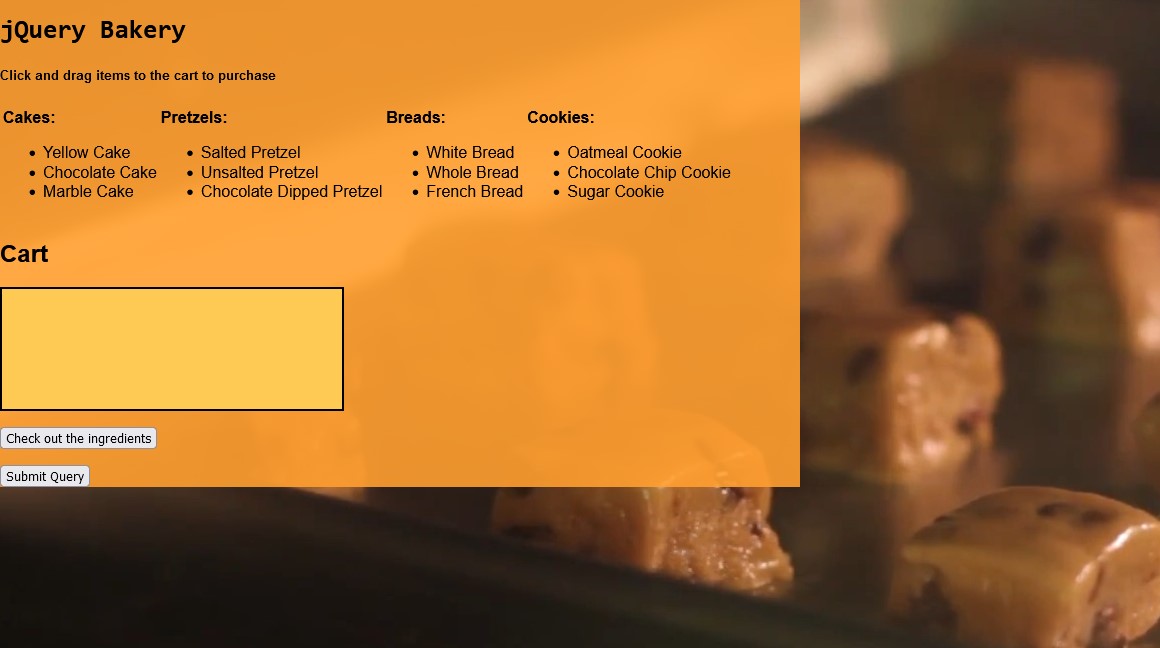 jQuery Bakery
Click and drag items to the cart to purchase
Cakes: Pretzels: Breads: Cookies:
Yellow Cake Salted Pretzel White Bread Oatmeal Cookie
Chocolate Cake Unsalted Pretzel Whole Bread Chocolate Chip Cookie
Marble Cake Chocolate Dipped Pretzel French Bread Sugar Cookie
Cart
Check out the ingredients
Submit Query